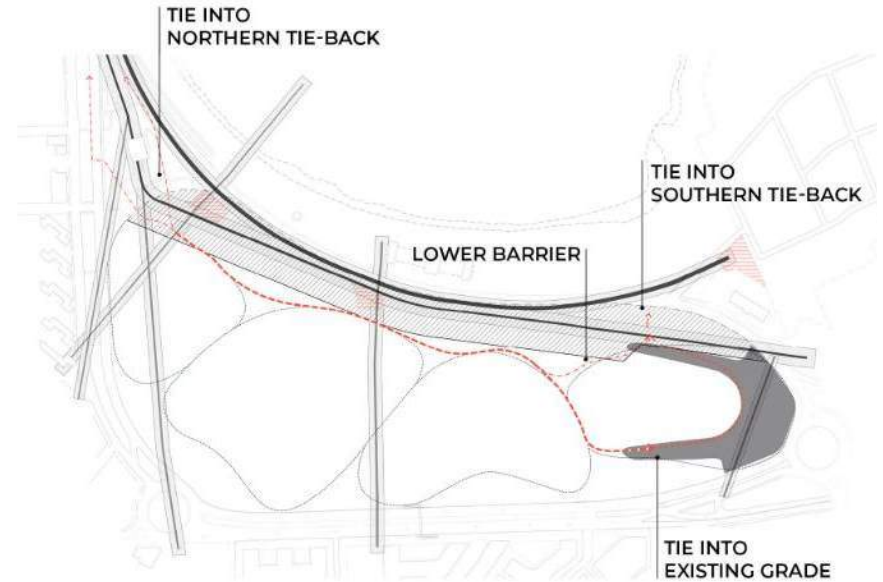 TIE INTO
NORTHERN TIE-BACK
TIE INTO
SOUTHERN TIE-BACK
LOWER BARRIER
TIE INTO
EXISTING GRADE